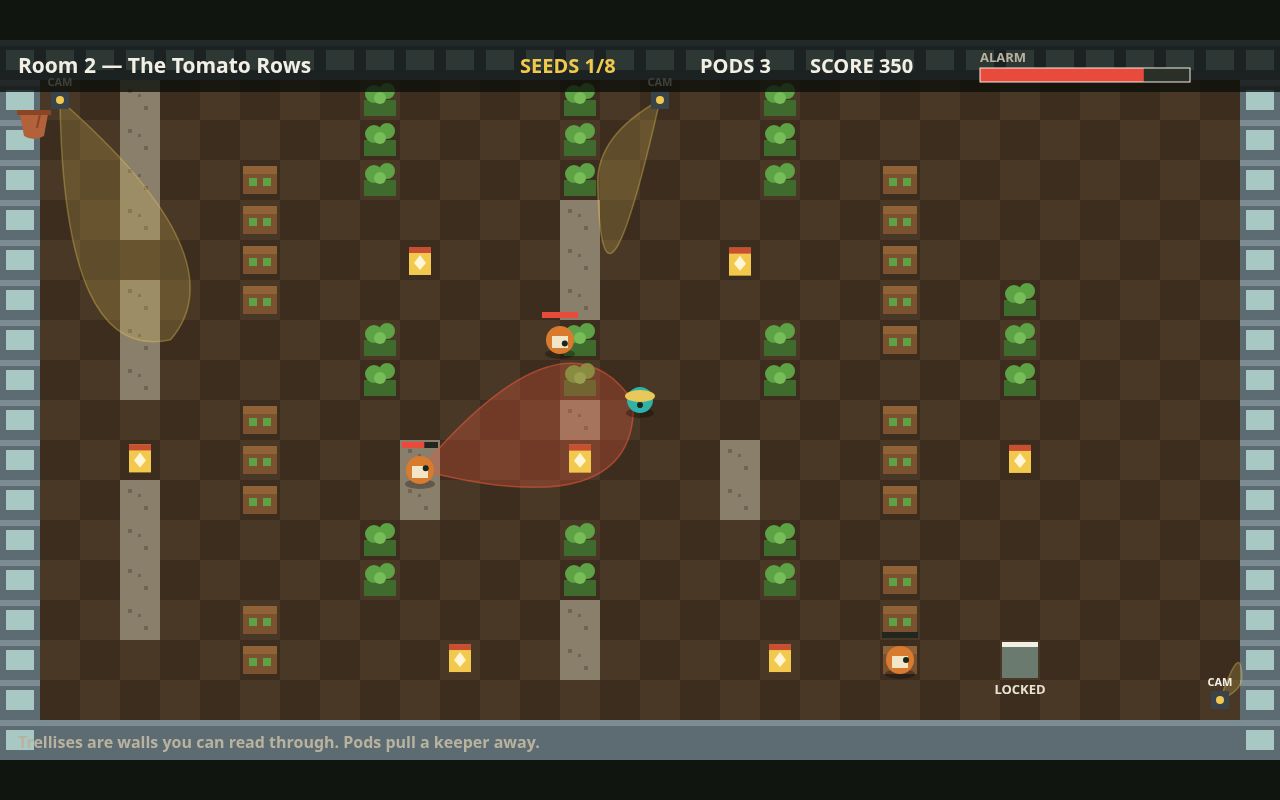 Room 2 — The Tomato Rows
SEEDS 1/8
PODS 3
SCORE 350
ALARM
CAM
CAM
LOCKED
CAM
Trellises are walls you can read through. Pods pull a keeper away.